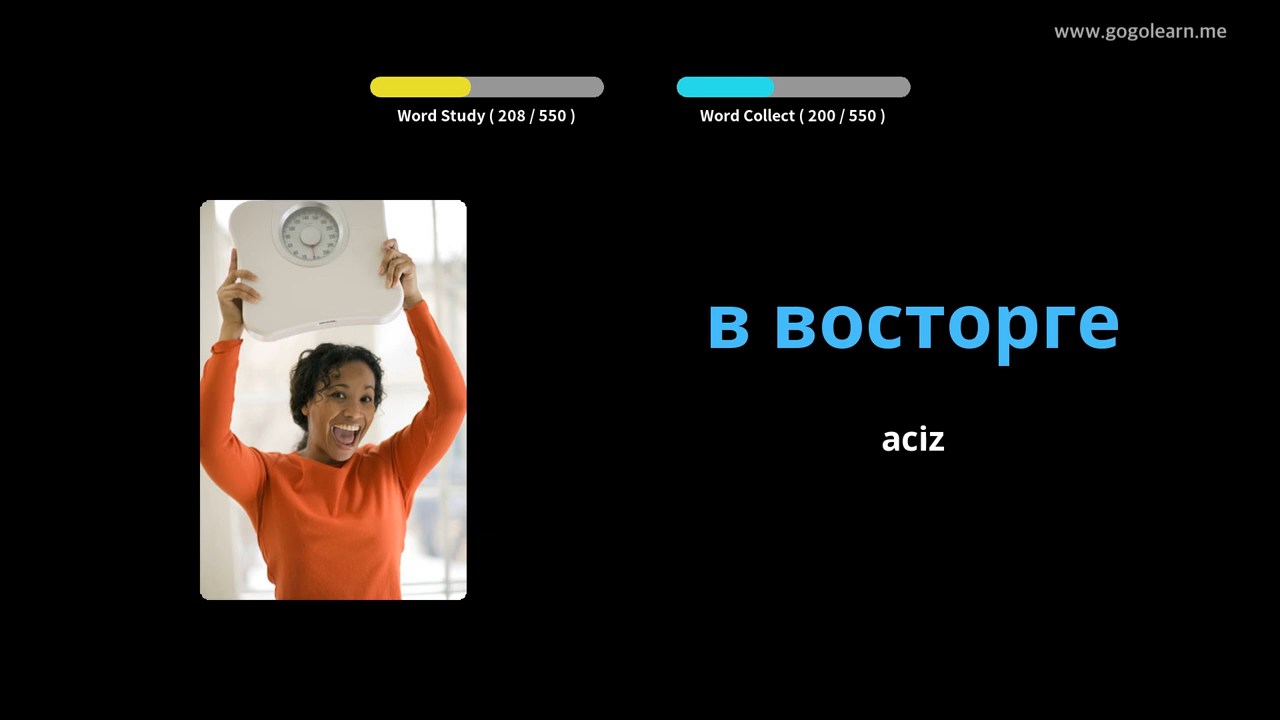 www.gogolearn.me
Word Study ( 208 / 550 )
Word Collect ( 200 / 550 )
в восторге
aciz